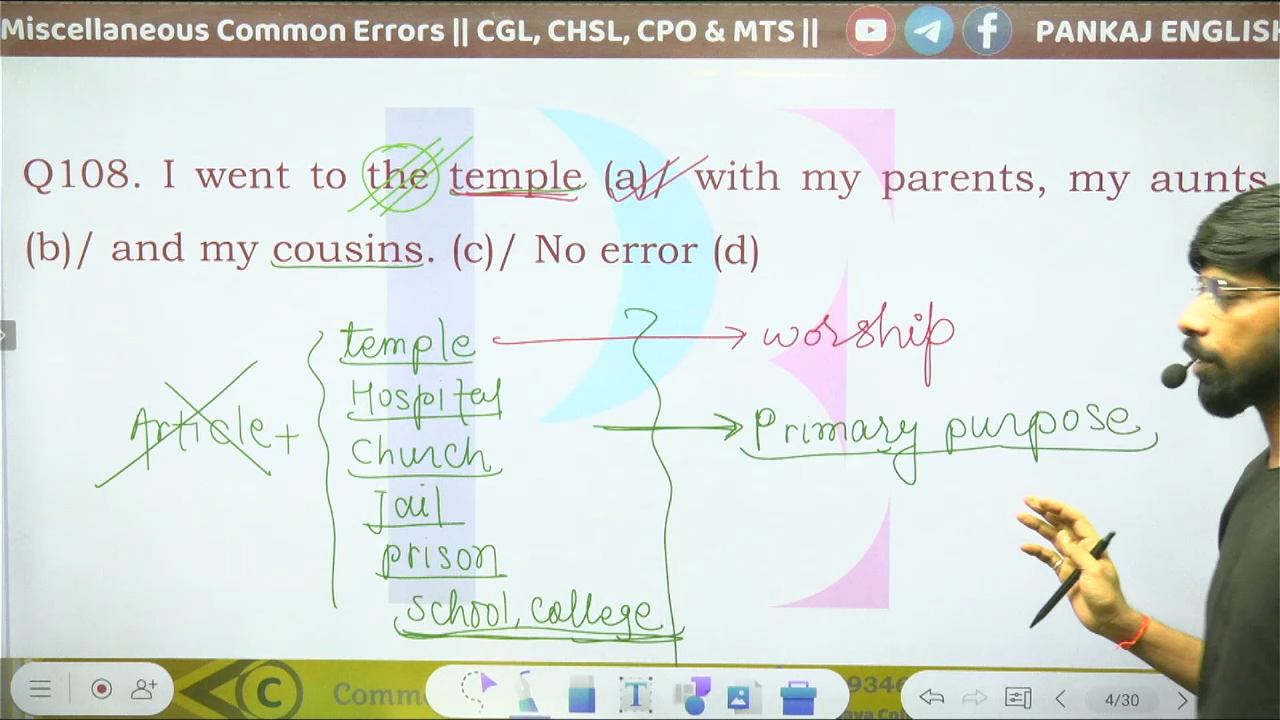 Miscellaneous Common Errors || CGL, CHSL, CPO & MTS || PANKAJ ENGLISH
Q108. I went to the temple (a)/ with my parents, my aunts
(b)/ and my cousins. (c)/ No error (d)
temple → worship
Hospital
Article + → Primary purpose
Church
Jail
prison
school, college
C Comm 9346 4/30